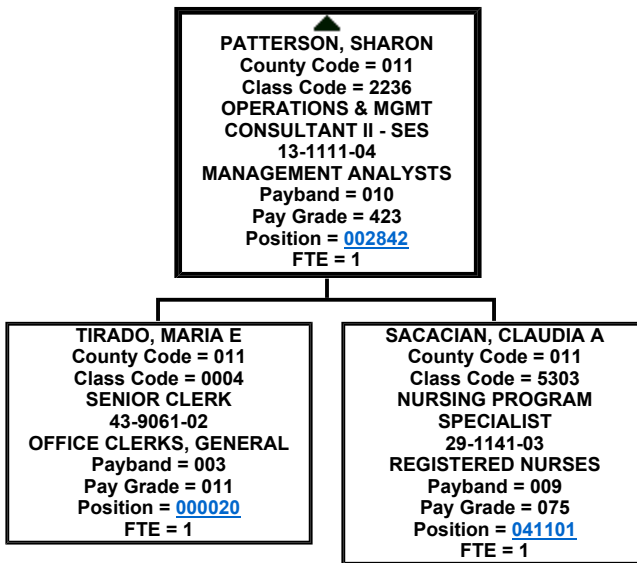 PATTERSON, SHARON
County Code = 011
Class Code = 2236
OPERATIONS & MGMT
CONSULTANT II - SES
13-1111-04
MANAGEMENT ANALYSTS
Payband = 010
Pay Grade = 423
Position = 002842
FTE = 1
TIRADO, MARIA E
County Code = 011
Class Code = 0004
SENIOR CLERK
43-9061-02
OFFICE CLERKS, GENERAL
Payband = 003
Pay Grade = 011
Position = 000020
FTE = 1
SACACIAN, CLAUDIA A
County Code = 011
Class Code = 5303
NURSING PROGRAM
SPECIALIST
29-1141-03
REGISTERED NURSES
Payband = 009
Pay Grade = 075
Position = 041101
FTE = 1